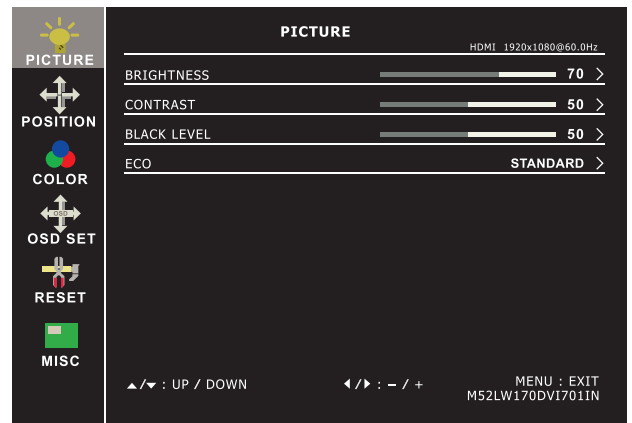 PICTURE
POSITION
COLOR
OSD
OSD SET
RESET
MISC
PICTURE
HDMI 1920x1080@60.0Hz
BRIGHTNESS 70 >
CONTRAST 50 >
BLACK LEVEL 50 >
ECO STANDARD >
▲/▼ : UP / DOWN ◀/▶ : – / + MENU : EXIT
M52LW170DVI701IN